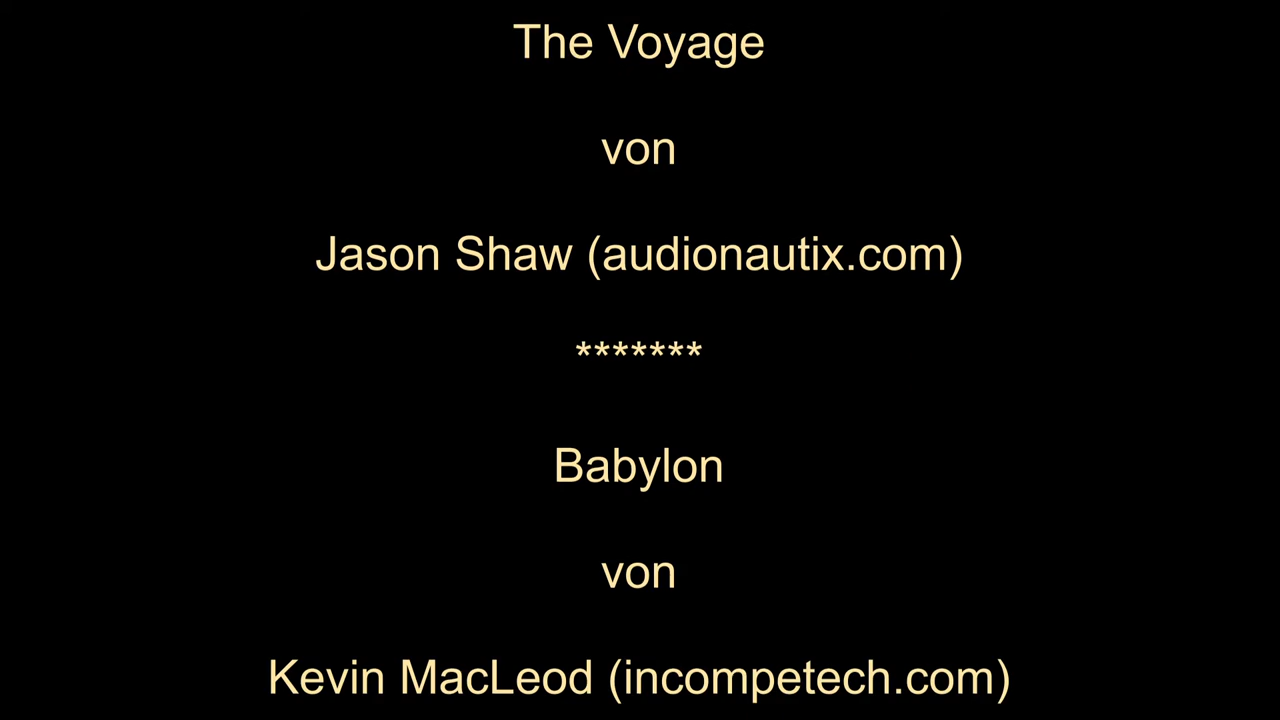 The Voyage
von
Jason Shaw (audionautix.com)
*******
Babylon
von
Kevin MacLeod (incompetech.com)